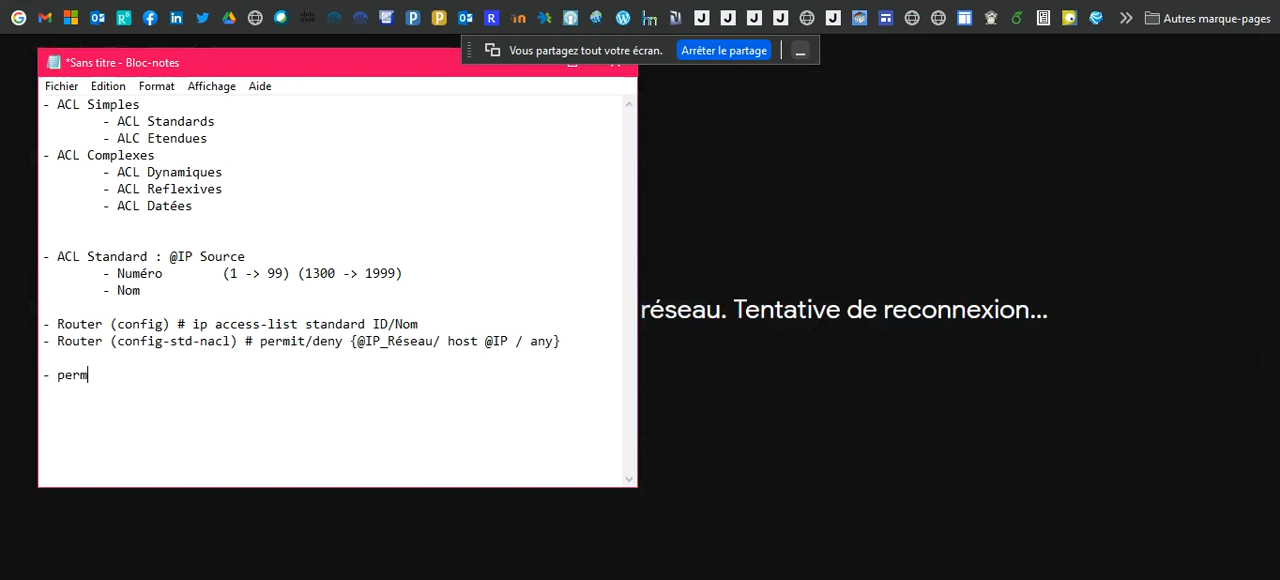 Autres marque-pages
Vous partagez tout votre écran. Arrêter le partage
*Sans titre - Bloc-notes
Fichier Edition Format Affichage Aide
- ACL Simples
- ACL Standards
- ALC Etendues
- ACL Complexes
- ACL Dynamiques
- ACL Reflexives
- ACL Datées
- ACL Standard : @IP Source
- Numéro (1 -> 99) (1300 -> 1999)
- Nom
réseau. Tentative de reconnexion...
- Router (config) # ip access-list standard ID/Nom
- Router (config-std-nacl) # permit/deny {@IP_Réseau/ host @IP / any}
- perm